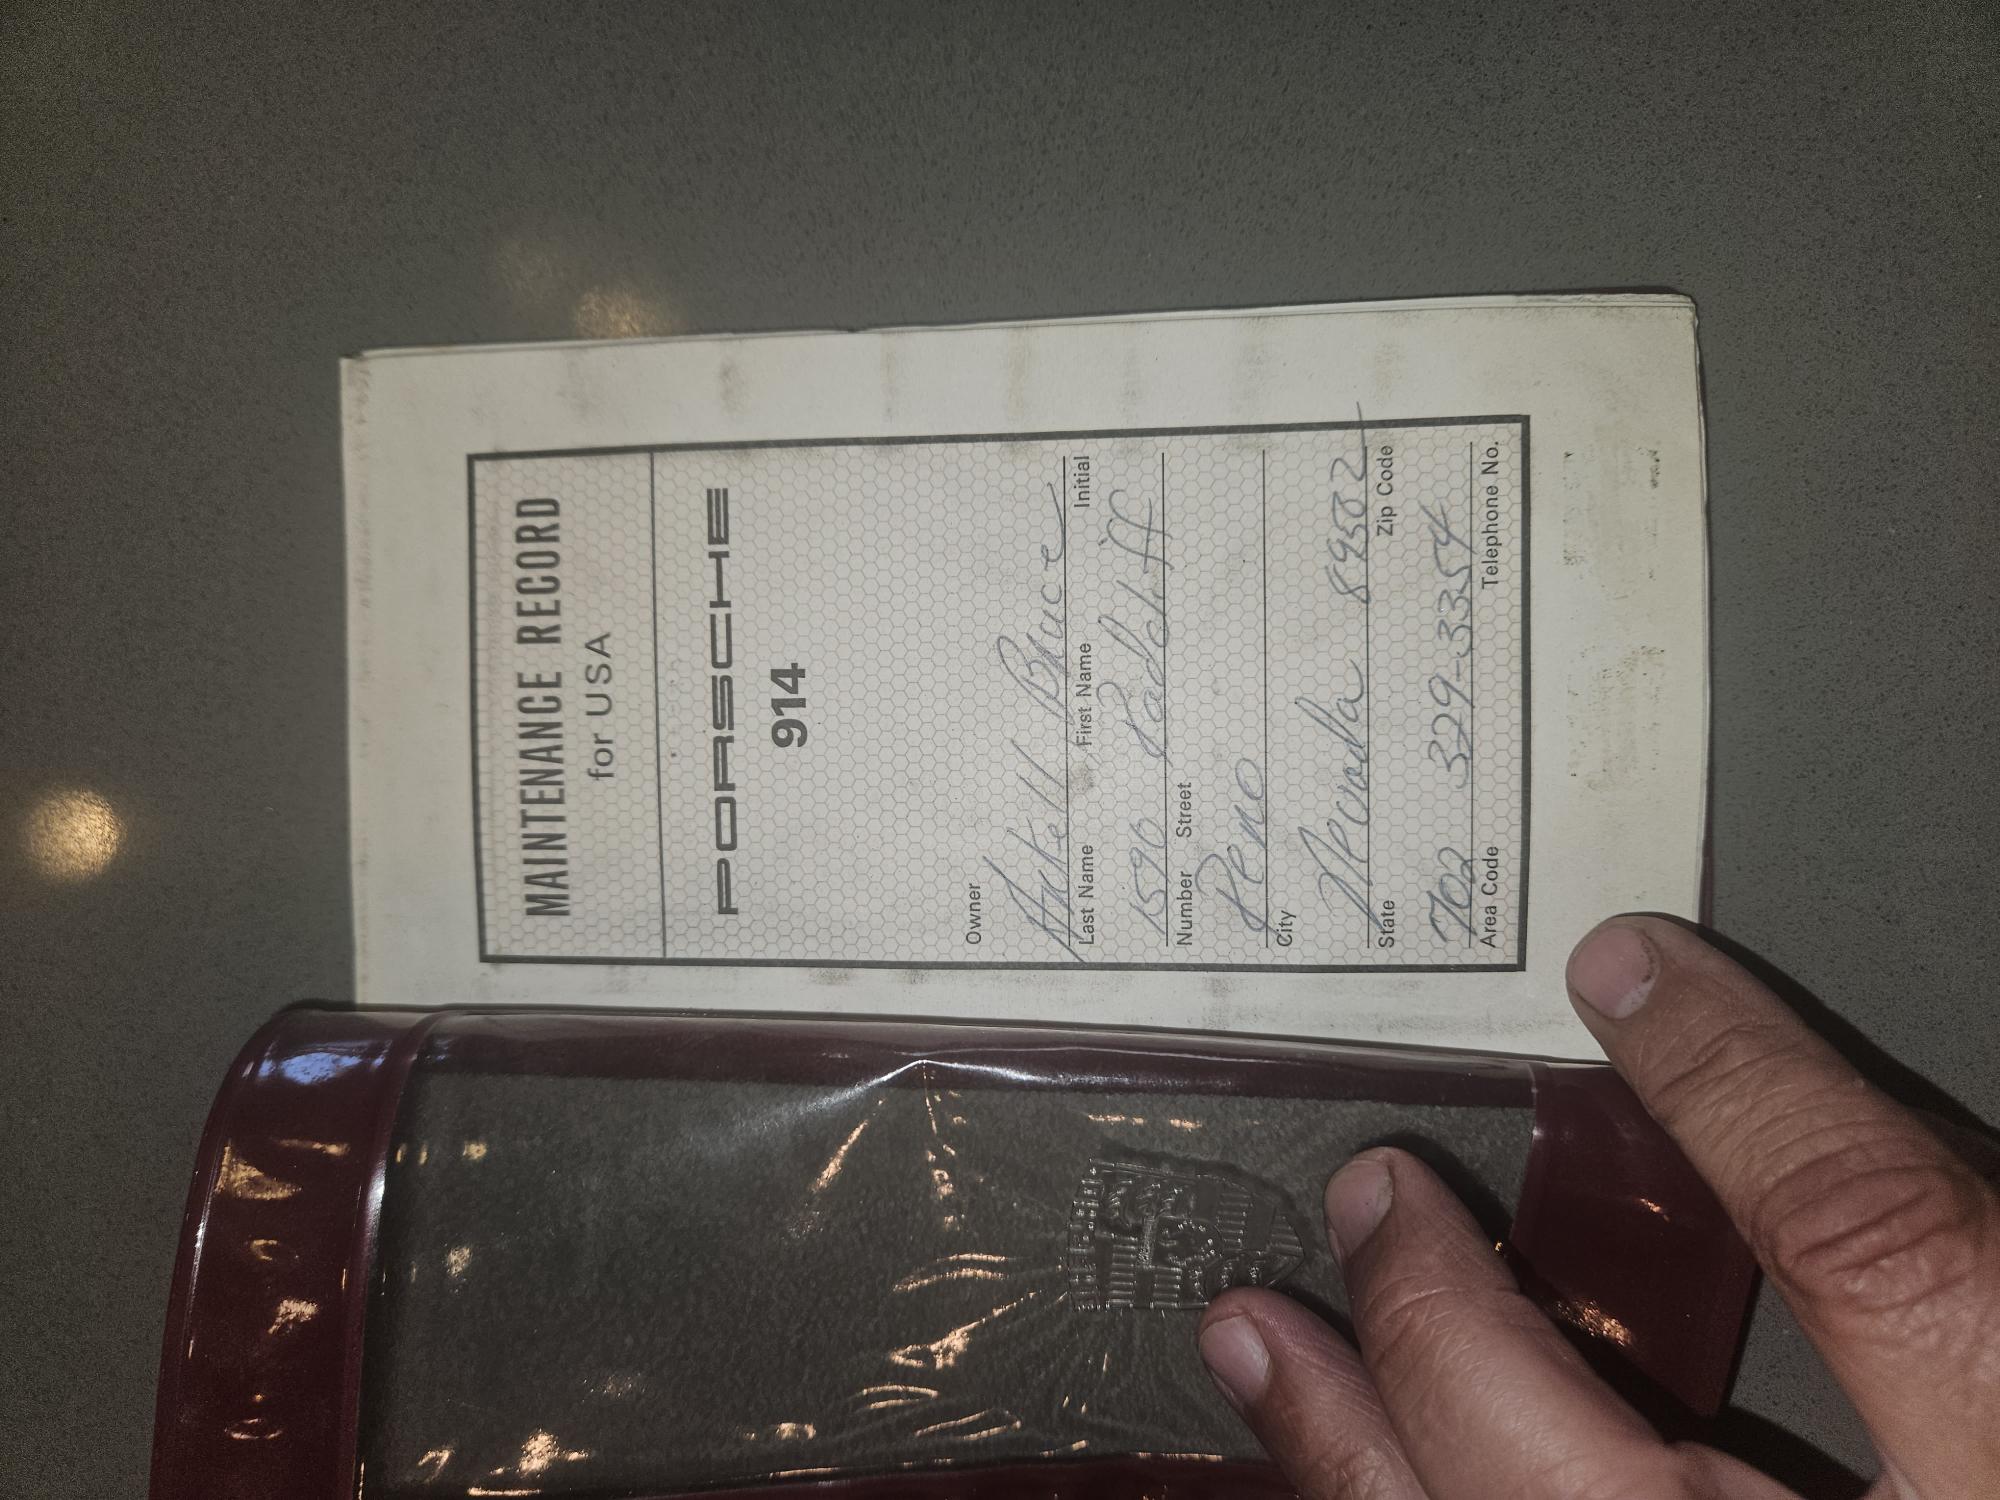 MAINTENANCE RECORD
for USA
PORSCHE
914
Owner
Bruce
Last Name First Name Initial
1590
Number Street
Reno
City
Nevada 89502
State Zip Code
702 329-3354
Area Code Telephone No.